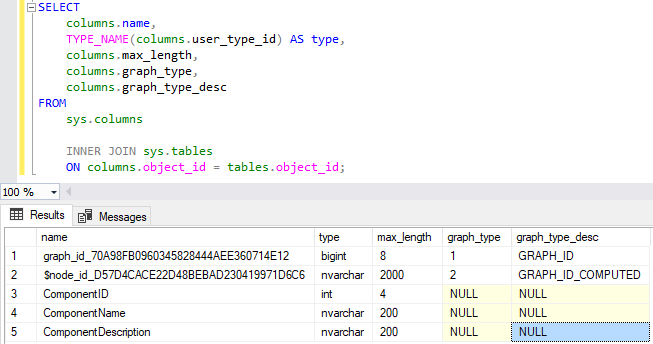 SELECT
columns.name,
TYPE_NAME(columns.user_type_id) AS type,
columns.max_length,
columns.graph_type,
columns.graph_type_desc
FROM
sys.columns
INNER JOIN sys.tables
ON columns.object_id = tables.object_id;
100 %
Results Messages
name type max_length graph_type graph_type_desc
1 graph_id_70A98FB0960345828444AEE360714E12 bigint 8 1 GRAPH_ID
2 $node_id_D57D4CACE22D48BEBAD230419971D6C6 nvarchar 2000 2 GRAPH_ID_COMPUTED
3 ComponentID int 4 NULL NULL
4 ComponentName nvarchar 200 NULL NULL
5 ComponentDescription nvarchar 200 NULL NULL